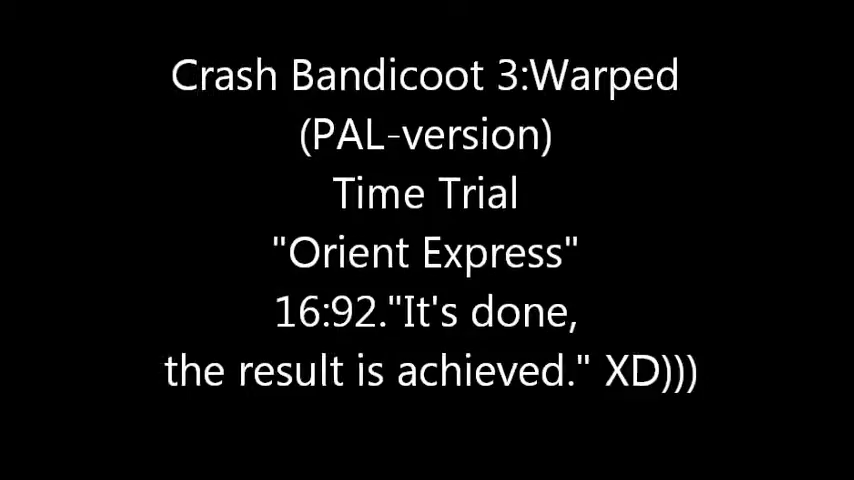 Crash Bandicoot 3:Warped
(PAL-version)
Time Trial
"Orient Express"
16:92."It's done,
the result is achieved." XD)))